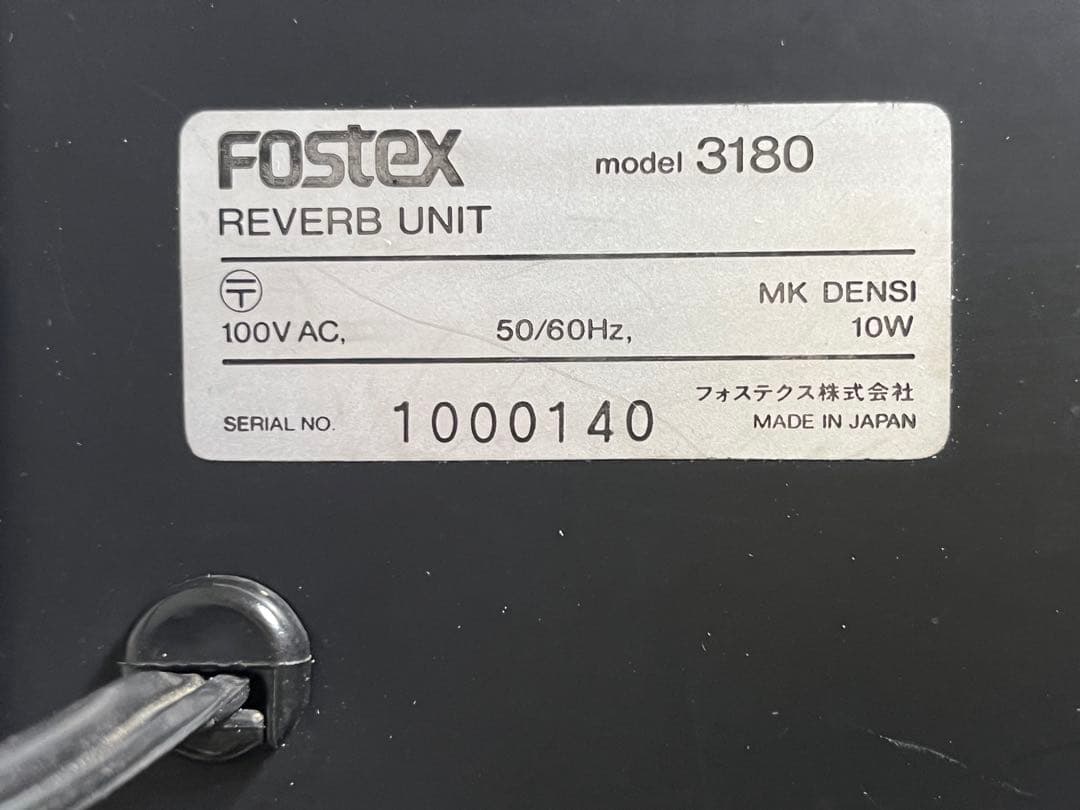 FOSTEX model 3180
REVERB UNIT
〒 MK DENSI
100V AC, 50/60Hz, 10W
フォステクス株式会社
SERIAL NO. 1000140 MADE IN JAPAN